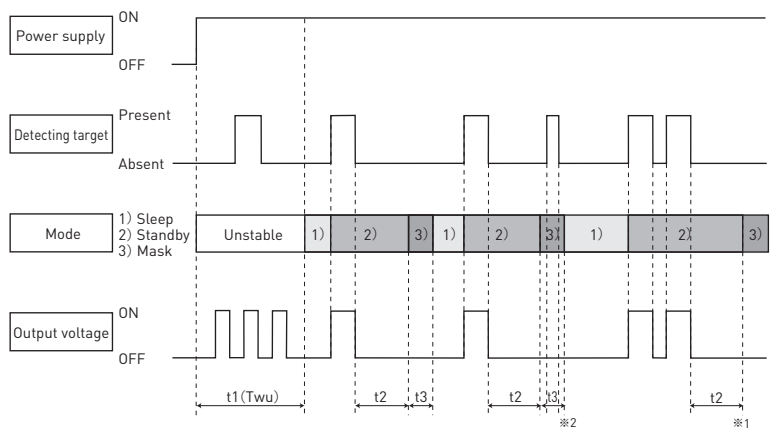 Power supply
ON
OFF
Detecting target
Present
Absent
Mode
1) Sleep
2) Standby
3) Mask
Unstable
1)
2)
3)
1)
2)
3)
1)
2)
3)
Output voltage
ON
OFF
t1(Twu)
t2
t3
t2
t3
t2
※2
※1